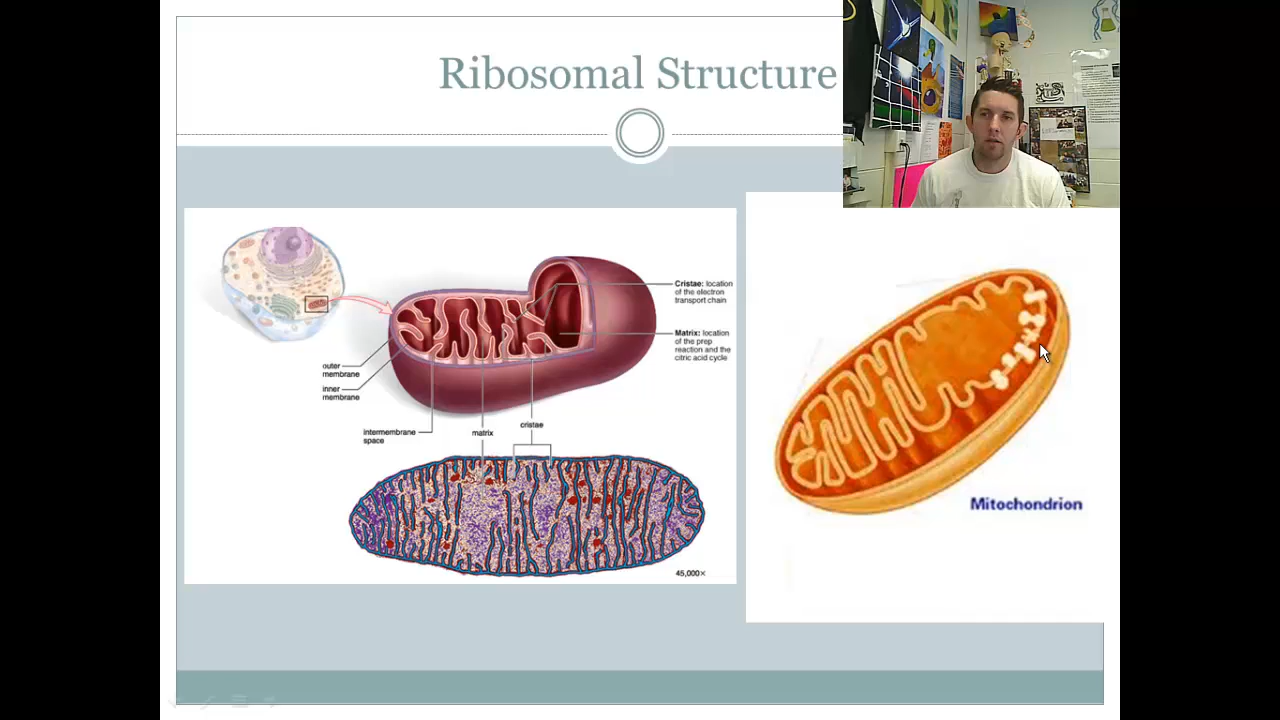 Ribosomal Structure
Cristae: location
of the electron
transport chain
Matrix: location
of the prep
reaction and the
citric acid cycle
outer
membrane
inner
membrane
intermembrane
space
matrix
cristae
45,000×
Mitochondrion